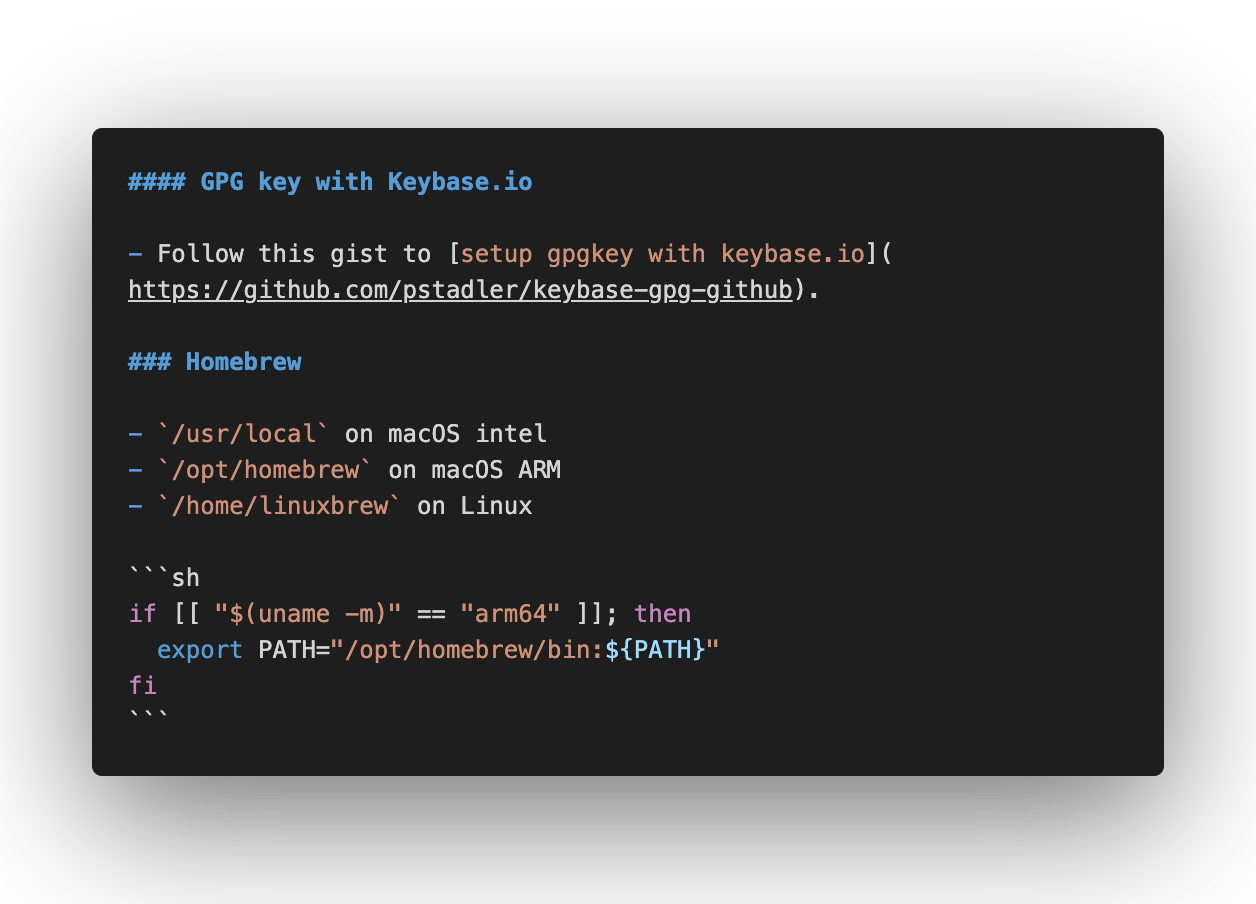 #### GPG key with Keybase.io
- Follow this gist to [setup gpgkey with keybase.io](
https://github.com/pstadler/keybase-gpg-github).
### Homebrew
- `/usr/local` on macOS intel
- `/opt/homebrew` on macOS ARM
- `/home/linuxbrew` on Linux
```sh
if [[ "$(uname -m)" == "arm64" ]]; then
  export PATH="/opt/homebrew/bin:${PATH}"
fi
```